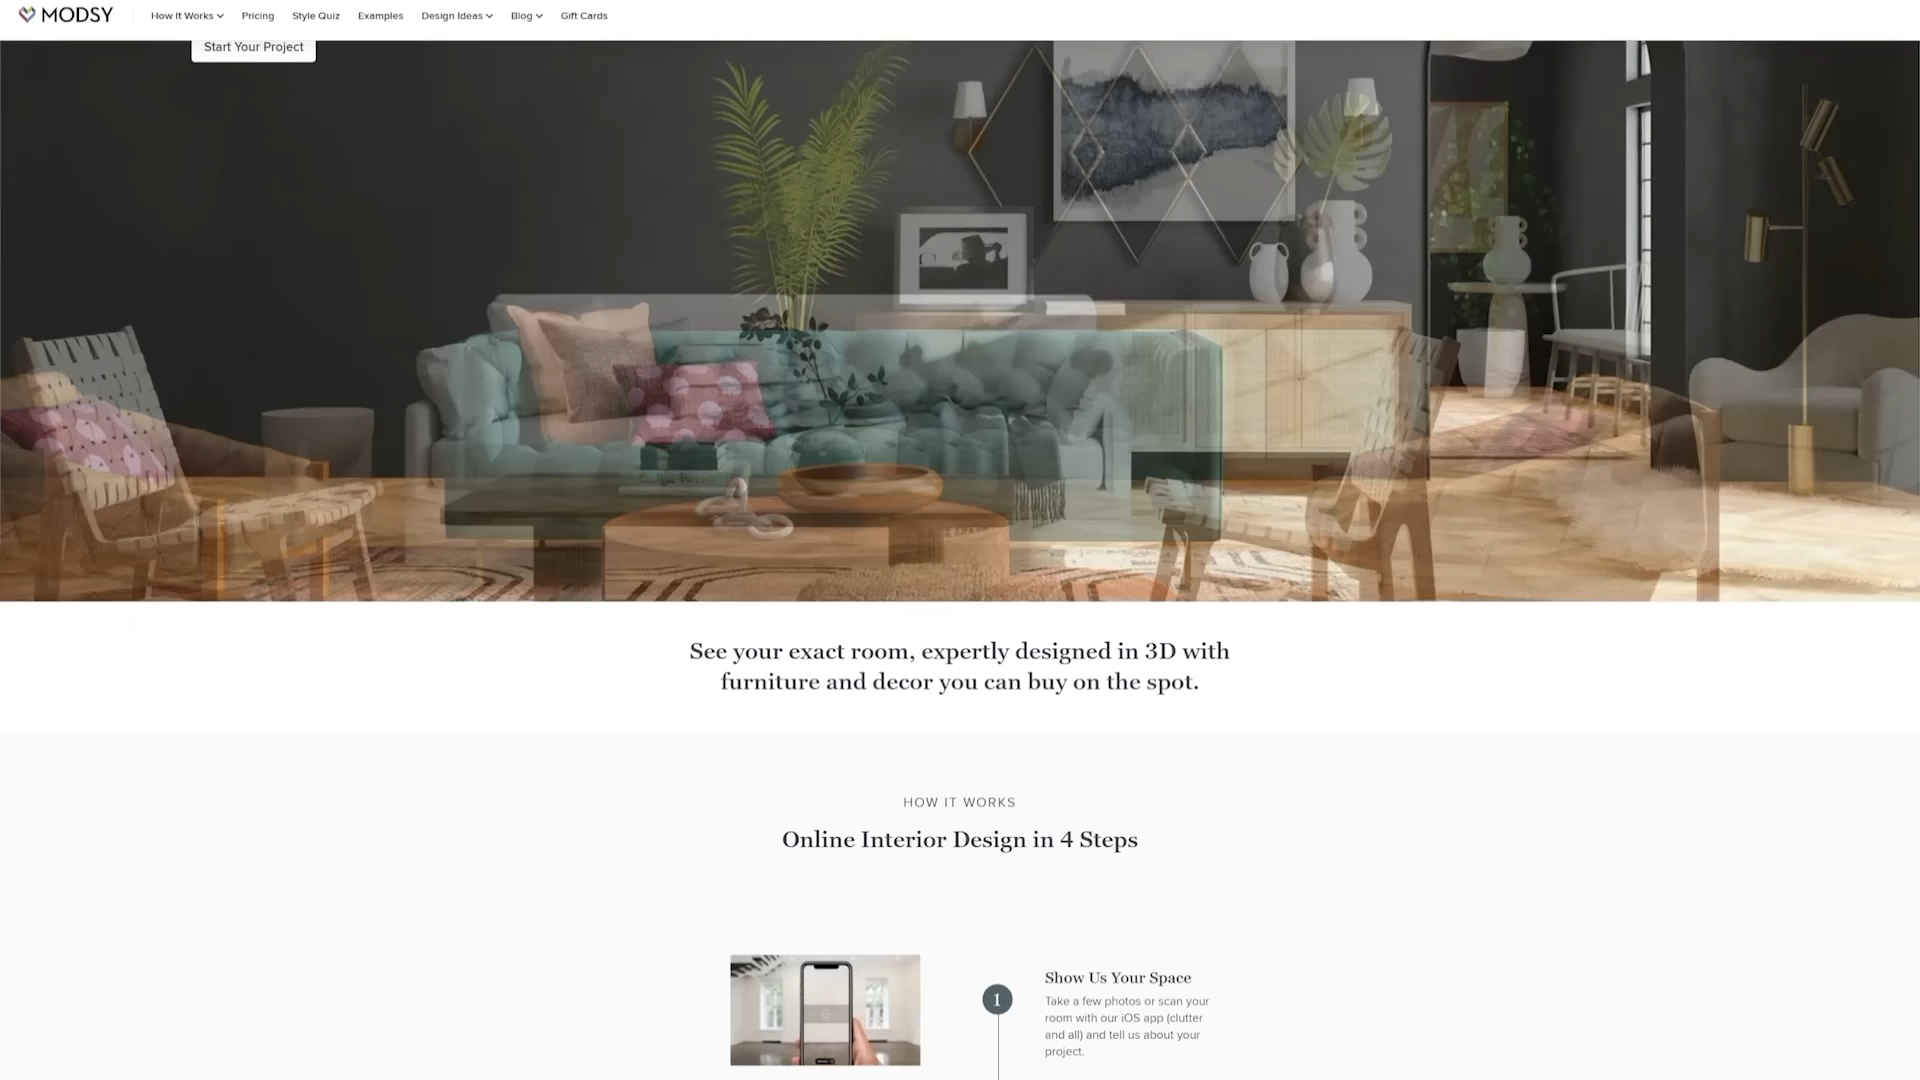 MODSY
How It Works
Pricing
Style Quiz
Examples
Design Ideas
Blog
Gift Cards
Start Your Project
See your exact room, expertly designed in 3D with
furniture and decor you can buy on the spot.
HOW IT WORKS
Online Interior Design in 4 Steps
1
Show Us Your Space
Take a few photos or scan your
room with our iOS app (clutter
and all) and tell us about your
project.